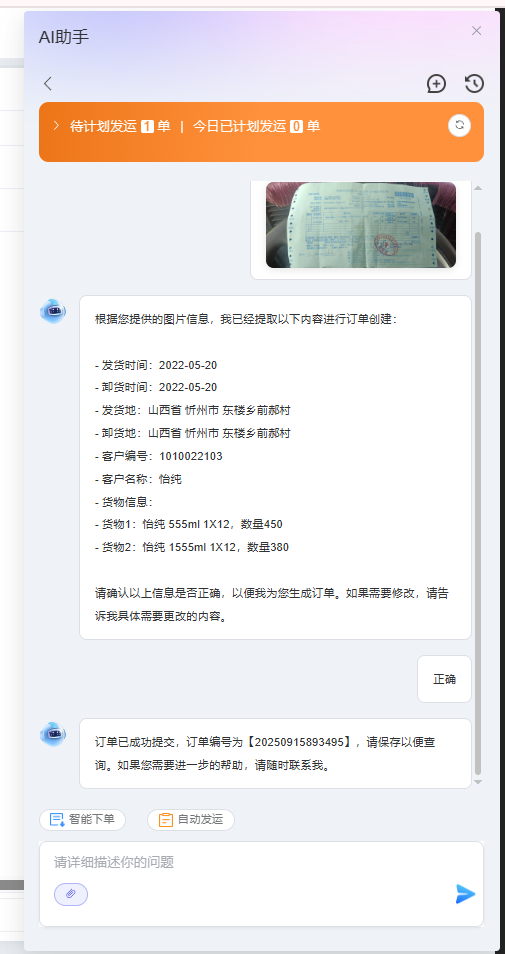 AI助手
待计划发运 1 单 | 今日已计划发运 0 单
根据您提供的图片信息，我已经提取以下内容进行订单创建：
- 发货时间：2022-05-20
- 卸货时间：2022-05-20
- 发货地：山西省 忻州市 东楼乡前郝村
- 卸货地：山西省 忻州市 东楼乡前郝村
- 客户编号：1010022103
- 客户名称：怡纯
- 货物信息：
- 货物1：怡纯 555ml 1X12，数量450
- 货物2：怡纯 1555ml 1X12，数量380
请确认以上信息是否正确，以便我为您生成订单。如果需要修改，请告
诉我具体需要更改的内容。
正确
订单已成功提交，订单编号为【20250915893495】，请保存以便查
询。如果您需要进一步的帮助，请随时联系我。
智能下单 自动发运
请详细描述你的问题